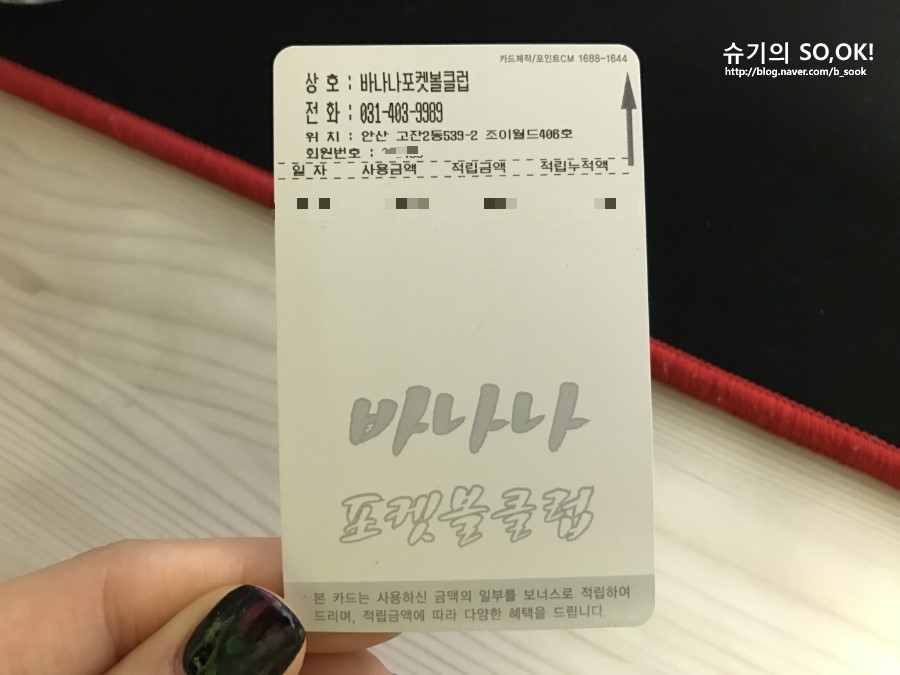 슈기의 SO,OK!
http://blog.naver.com/b_sook
카드제작/포인트CM 1688-1644
상 호 : 바나나포켓볼클럽
전 화 : 031-403-9989
위 치 : 안산 고잔2동539-2 조이월드406호
회원번호 :
일 자 사용금액 적립금액 적립누적액
바나나
포켓볼클럽
본 카드는 사용하신 금액의 일부를 보너스로 적립하여
드리며, 적립금액에 따라 다양한 혜택을 드립니다.